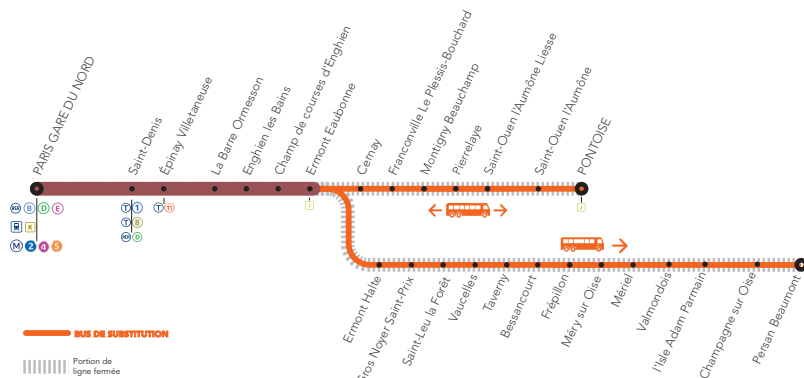 PARIS GARE DU NORD
Saint-Denis
Épinay Villetaneuse
La Barre Ormesson
Enghien les Bains
Champ de courses d'Enghien
Ermont Eaubonne
Cernay
Franconville Le Plessis-Bouchard
Montigny Beauchamp
Pierrelaye
Saint-Ouen l'Aumône Liesse
Saint-Ouen l'Aumône
PONTOISE
RER B D E
K
M 2 4 5
T 1
T 8
RER D
T 11
Ermont Halte
Gros Noyer Saint-Prix
Saint-Leu la Forêt
Vaucelles
Taverny
Bessancourt
Frépillon
Méry sur Oise
Mériel
Valmondois
l'Isle Adam Parmain
Champagne sur Oise
Persan Beaumont
BUS DE SUBSTITUTION
Portion de
ligne fermée